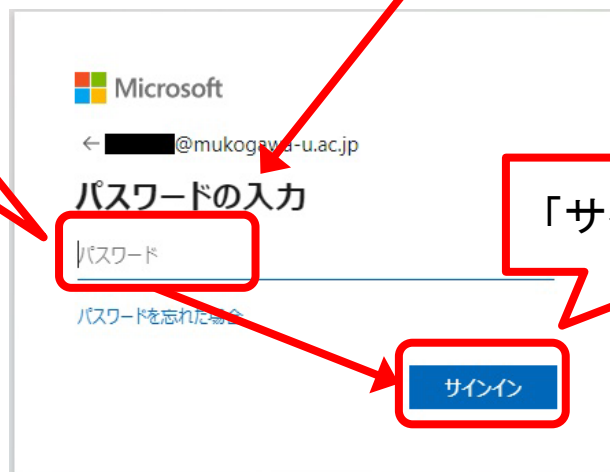 Microsoft
← @mukogawa-u.ac.jp
パスワードの入力
「サ
パスワード
パスワードを忘れた場合
サインイン